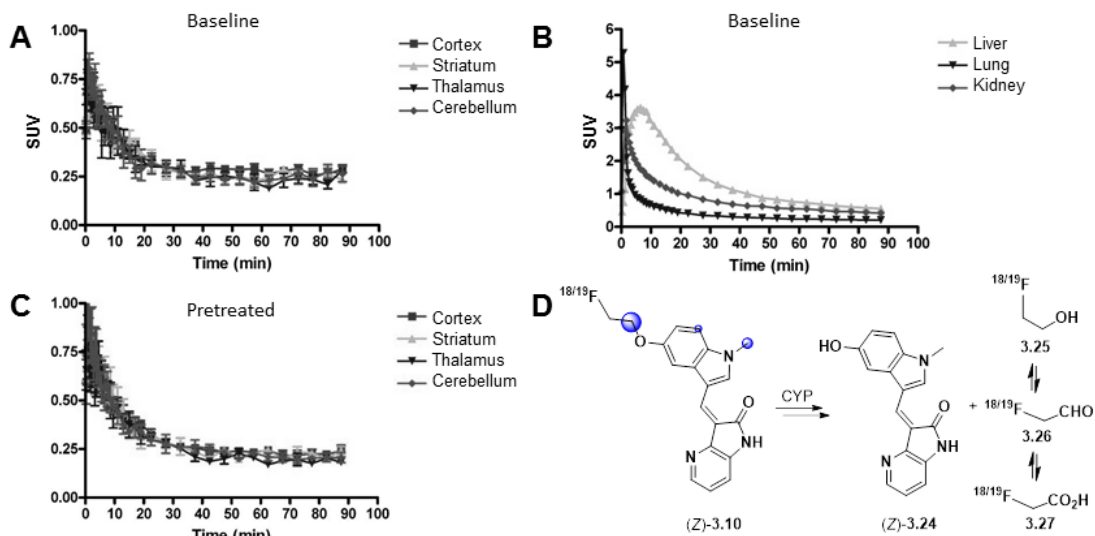 A
Baseline
1.00
0.75
0.50
0.25
0.00
SUV
0 10 20 30 40 50 60 70 80 90 100
Time (min)
Cortex
Striatum
Thalamus
Cerebellum
B
Baseline
6
5
4
3
2
1
0
SUV
0 10 20 30 40 50 60 70 80 90 100
Time (min)
Liver
Lung
Kidney
C
Pretreated
1.00
0.75
0.50
0.25
0.00
SUV
0 10 20 30 40 50 60 70 80 90 100
Time (min)
Cortex
Striatum
Thalamus
Cerebellum
D
18/19F
O
N
O
NH
N
(Z)-3.10
CYP
HO
N
O
NH
N
(Z)-3.24
+
18/19F
OH
3.25
18/19F
CHO
3.26
18/19F
CO2H
3.27